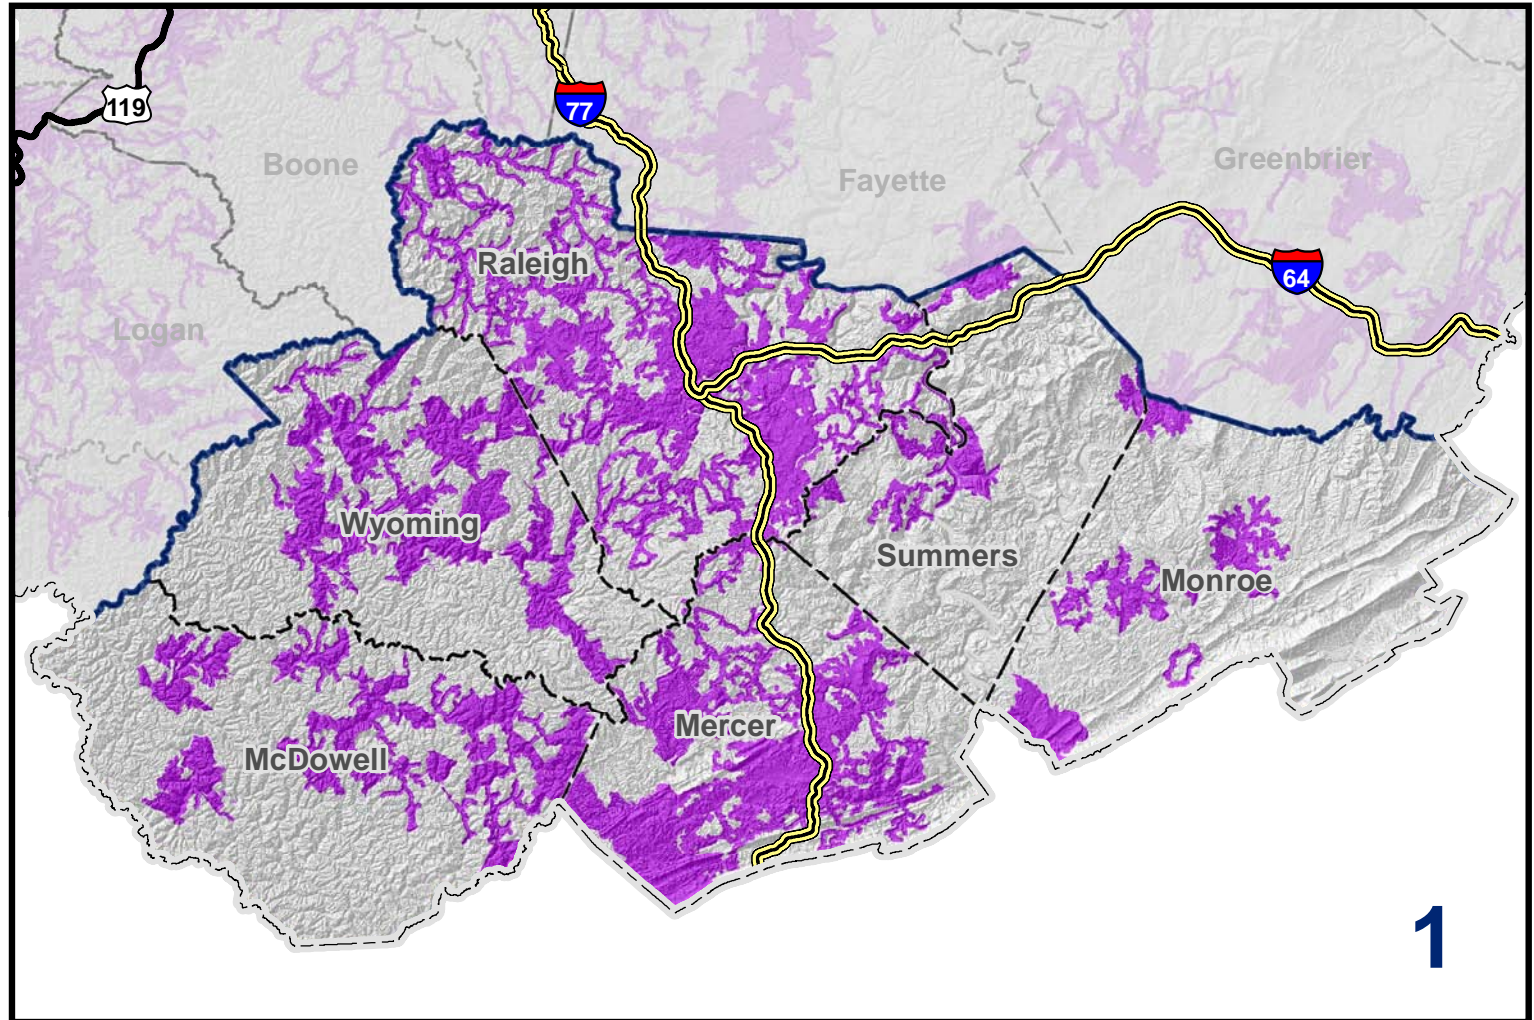 77
119
Boone
Greenbrier
Fayette
Raleigh
64
Logan
Wyoming
Summers
Monroe
Mercer
McDowell
1